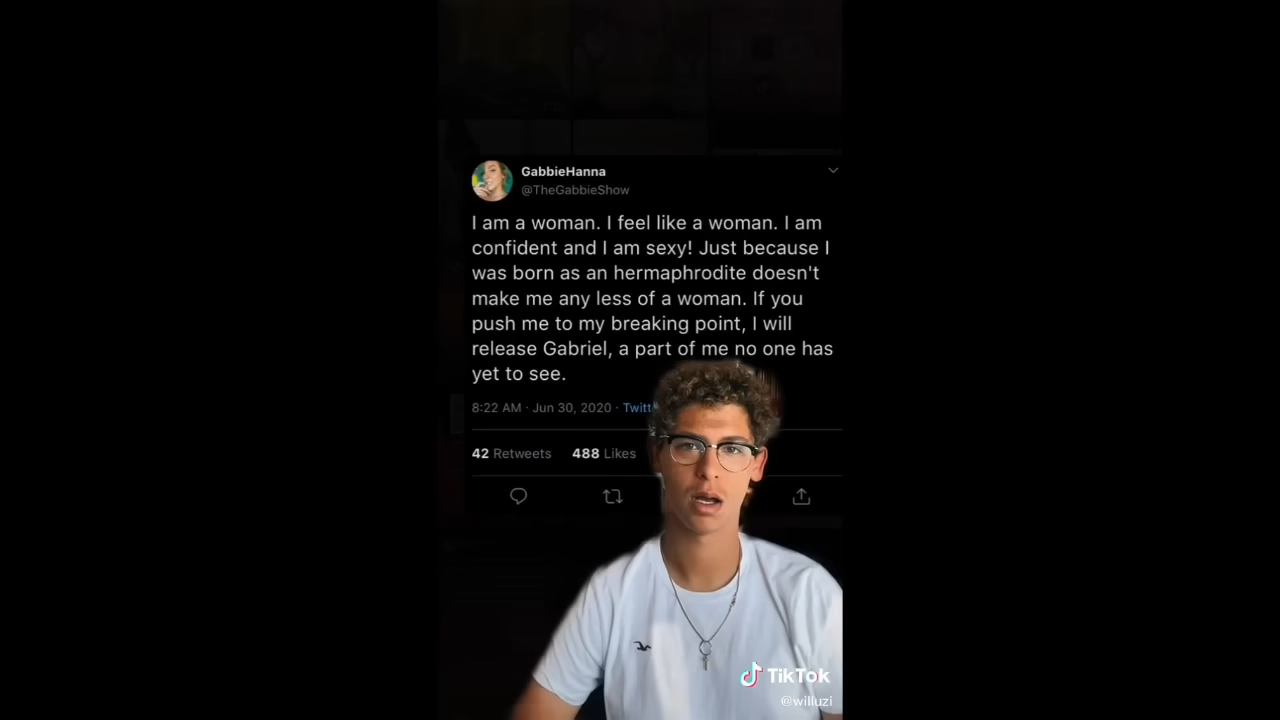 GabbieHanna
@TheGabbieShow
I am a woman. I feel like a woman. I am
confident and I am sexy! Just because I
was born as an hermaphrodite doesn't
make me any less of a woman. If you
push me to my breaking point, I will
release Gabriel, a part of me no one has
yet to see.
8:22 AM · Jun 30, 2020 ·
42 Retweets 488 Likes
TikTok
@willuzi